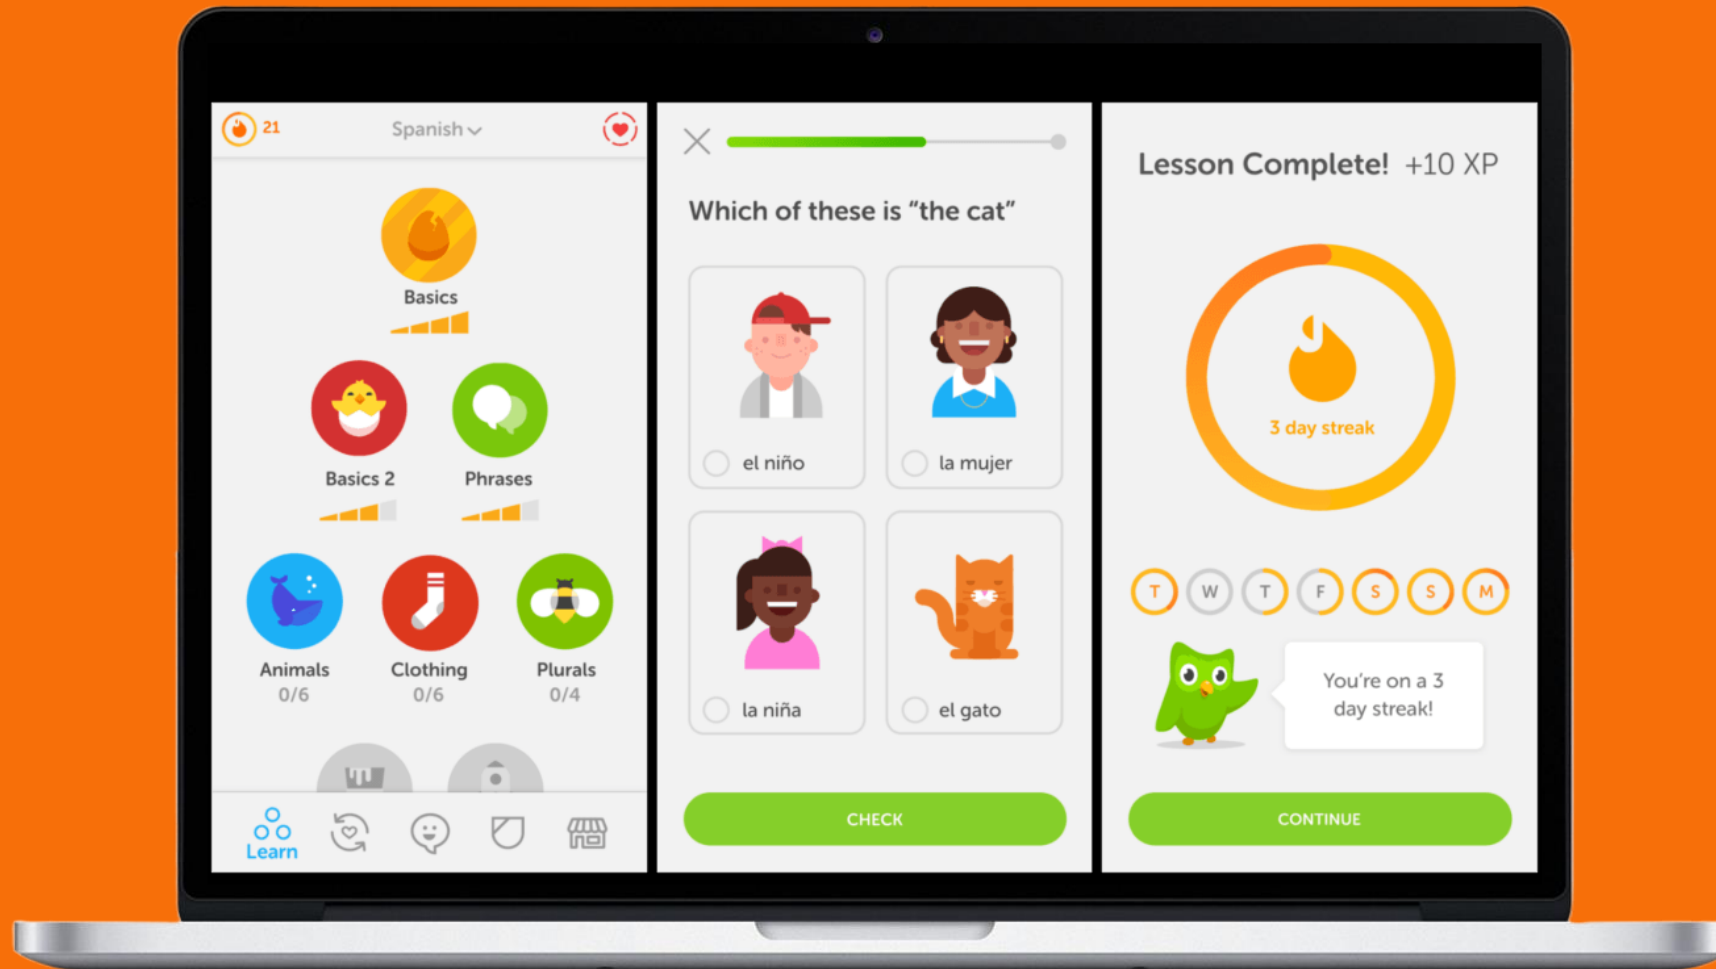 21
Spanish
Basics
Basics 2
Phrases
Animals
Clothing
Plurals
0/6
0/6
0/4
Learn
Which of these is “the cat”
el niño
la mujer
la niña
el gato
CHECK
Lesson Complete! +10 XP
3 day streak
T W T F S S M
You’re on a 3
day streak!
CONTINUE